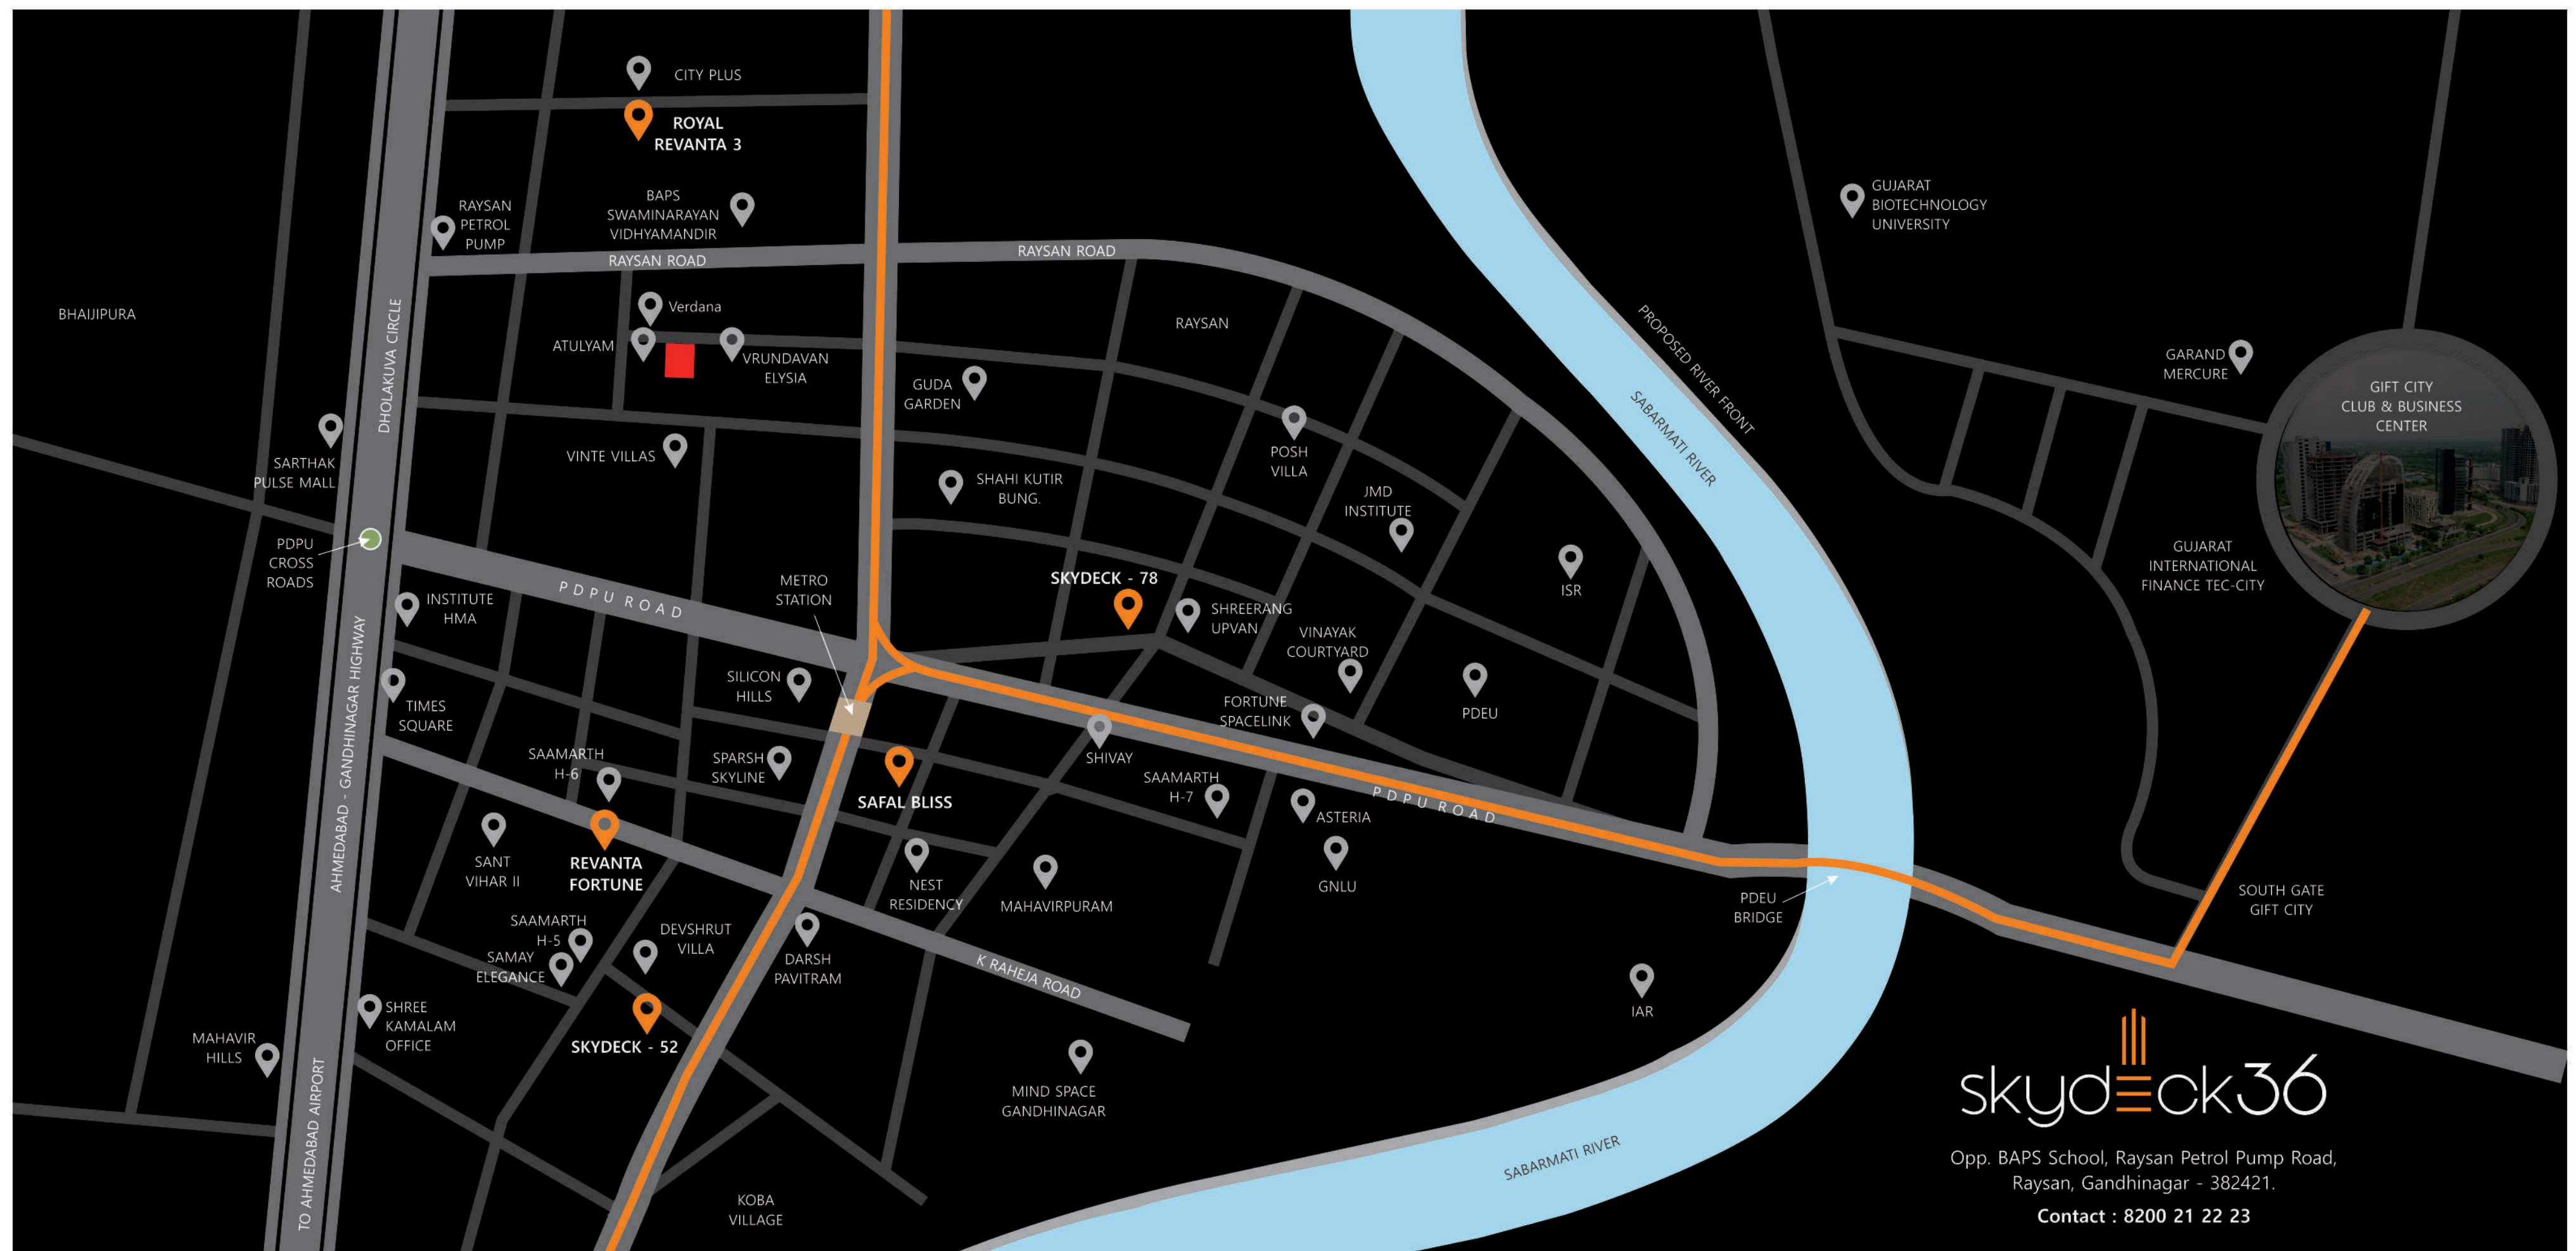 CITY PLUS
ROYAL
REVANTA 3
BAPS
SWAMINARAYAN
VIDHYAMANDIR
RAYSAN
PETROL
PUMP
RAYSAN ROAD
RAYSAN ROAD
GUJARAT
BIOTECHNOLOGY
UNIVERSITY
BHAIJIPURA
DHOLAKUVA CIRCLE
Verdana
ATULYAM
VRUNDAVAN
ELYSIA
RAYSAN
GUDA
GARDEN
PROPOSED RIVER FRONT
SABARMATI RIVER
GARAND
MERCURE
GIFT CITY
CLUB & BUSINESS
CENTER
SARTHAK
PULSE MALL
VINTE VILLAS
SHAHI KUTIR
BUNG.
POSH
VILLA
JMD
INSTITUTE
ISR
PDPU
CROSS
ROADS
PDPU ROAD
METRO
STATION
SKYDECK - 78
SHREERANG
UPVAN
VINAYAK
COURTYARD
GUJARAT
INTERNATIONAL
FINANCE TEC-CITY
INSTITUTE
HMA
AHMEDABAD - GANDHINAGAR HIGHWAY
TIMES
SQUARE
SILICON
HILLS
FORTUNE
SPACELINK
PDEU
SAAMARTH
H-6
SPARSH
SKYLINE
SAFAL BLISS
SHIVAY
SAAMARTH
H-7
ASTERIA
PDPU ROAD
GNLU
SANT
VIHAR II
REVANTA
FORTUNE
NEST
RESIDENCY
MAHAVIRPURAM
PDEU
BRIDGE
SOUTH GATE
GIFT CITY
SAAMARTH
H-5
SAMAY
ELEGANCE
DEVSHRUT
VILLA
DARSH
PAVITRAM
K RAHEJA ROAD
IAR
SHREE
KAMALAM
OFFICE
MAHAVIR
HILLS
SKYDECK - 52
MIND SPACE
GANDHINAGAR
TO AHMEDABAD AIRPORT
KOBA
VILLAGE
SABARMATI RIVER
skydeck36
Opp. BAPS School, Raysan Petrol Pump Road,
Raysan, Gandhinagar - 382421.
Contact : 8200 21 22 23